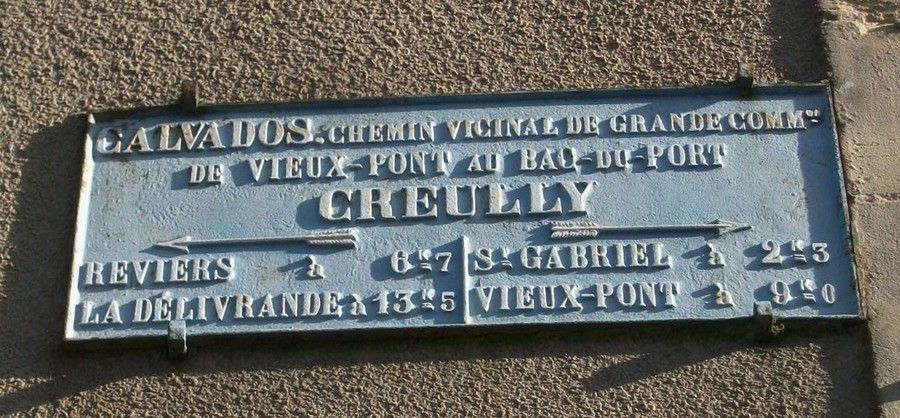 CALVADOS. CHEMIN VICINAL DE GRANDE COMMᵒⁿ
DE VIEUX-PONT AU BAC-DU-PORT
CREULLY
REVIERS à 6ᴷ7
LA DÉLIVRANDE à 13ᴷ5
Sᵗ GABRIEL à 2ᴷ3
VIEUX-PONT à 9ᴷ0